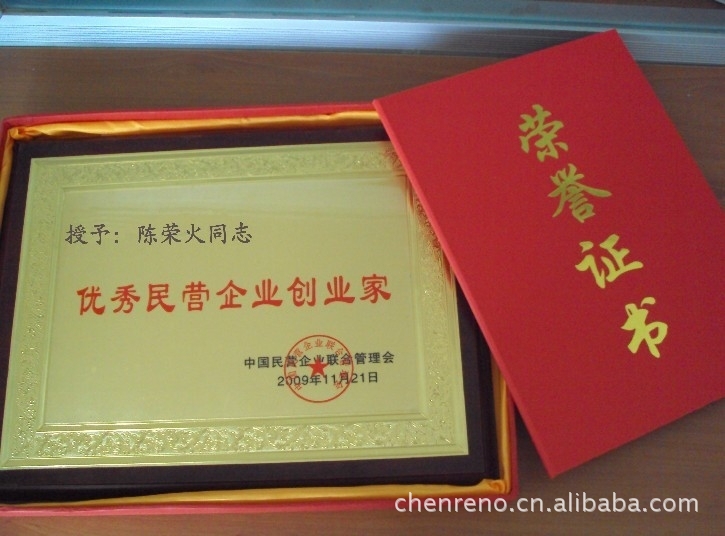 授予：陈荣火同志
优秀民营企业创业家
中国民营企业联合管理会
2009年11月21日
荣誉证书
chenreno.cn.alibaba.com